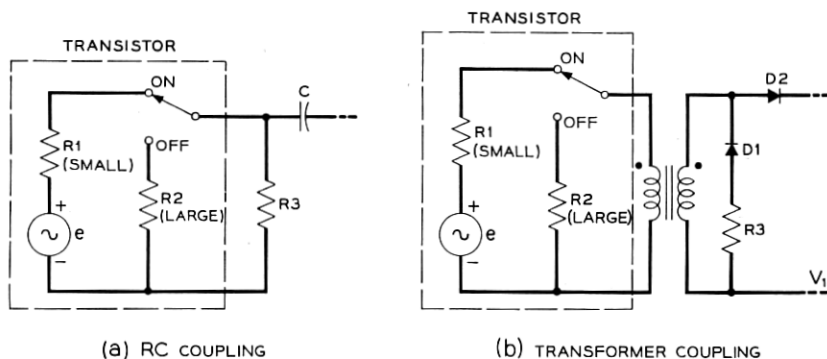 TRANSISTOR
ON
C
R1
(SMALL)
OFF
R2
(LARGE)
R3
+
e
−
(a) RC COUPLING
TRANSISTOR
ON
D2
R1
(SMALL)
OFF
D1
R2
(LARGE)
R3
+
e
−
V1
(b) TRANSFORMER COUPLING